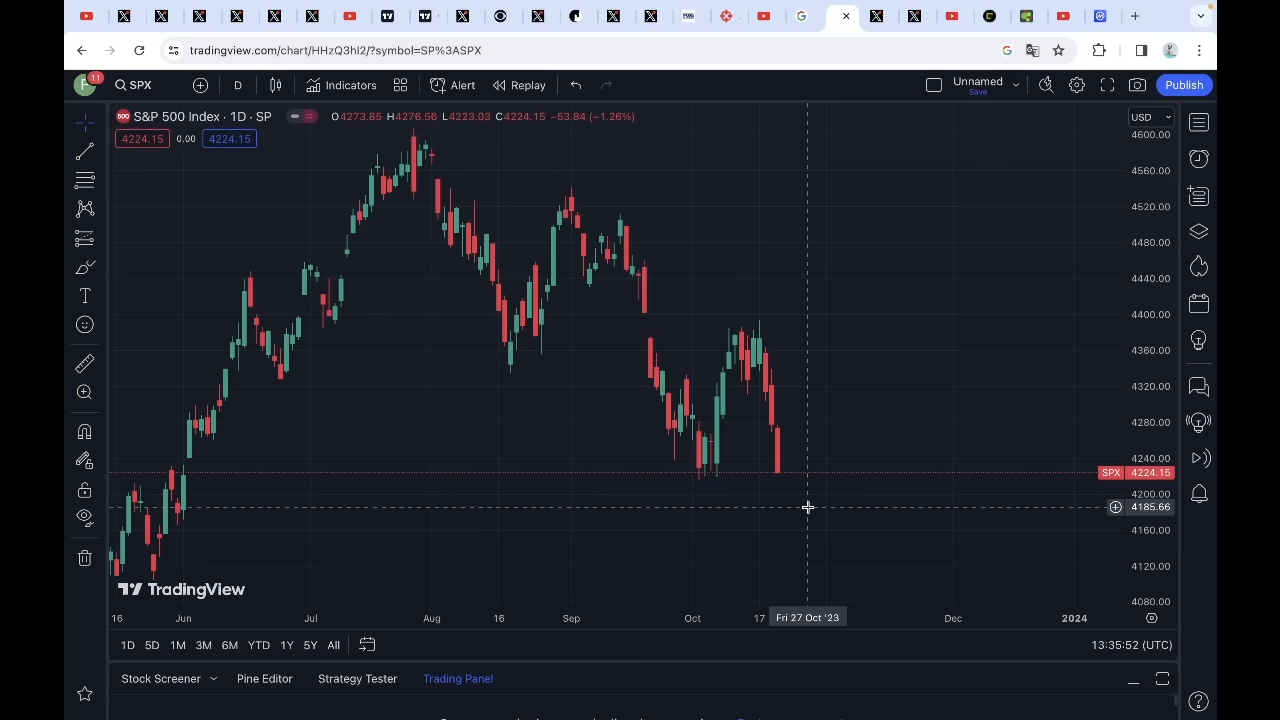 tradingview.com/chart/HHzQ3hI2/?symbol=SP%3ASPX
F 11 SPX D Indicators Alert Replay Unnamed Save Publish
500 S&P 500 Index · 1D · SP O4273.85 H4276.56 L4223.03 C4224.15 −53.84 (−1.26%) USD
4224.15 0.00 4224.15
4600.00
4560.00
4520.00
4480.00
4440.00
4400.00
4360.00
4320.00
4280.00
4240.00
SPX 4224.15
4200.00
4185.66
4160.00
4120.00
TradingView
4080.00
16 Jun Jul Aug 16 Sep Oct 17 Fri 27 Oct '23 Dec 2024
1D 5D 1M 3M 6M YTD 1Y 5Y All 13:35:52 (UTC)
Stock Screener Pine Editor Strategy Tester Trading Panel